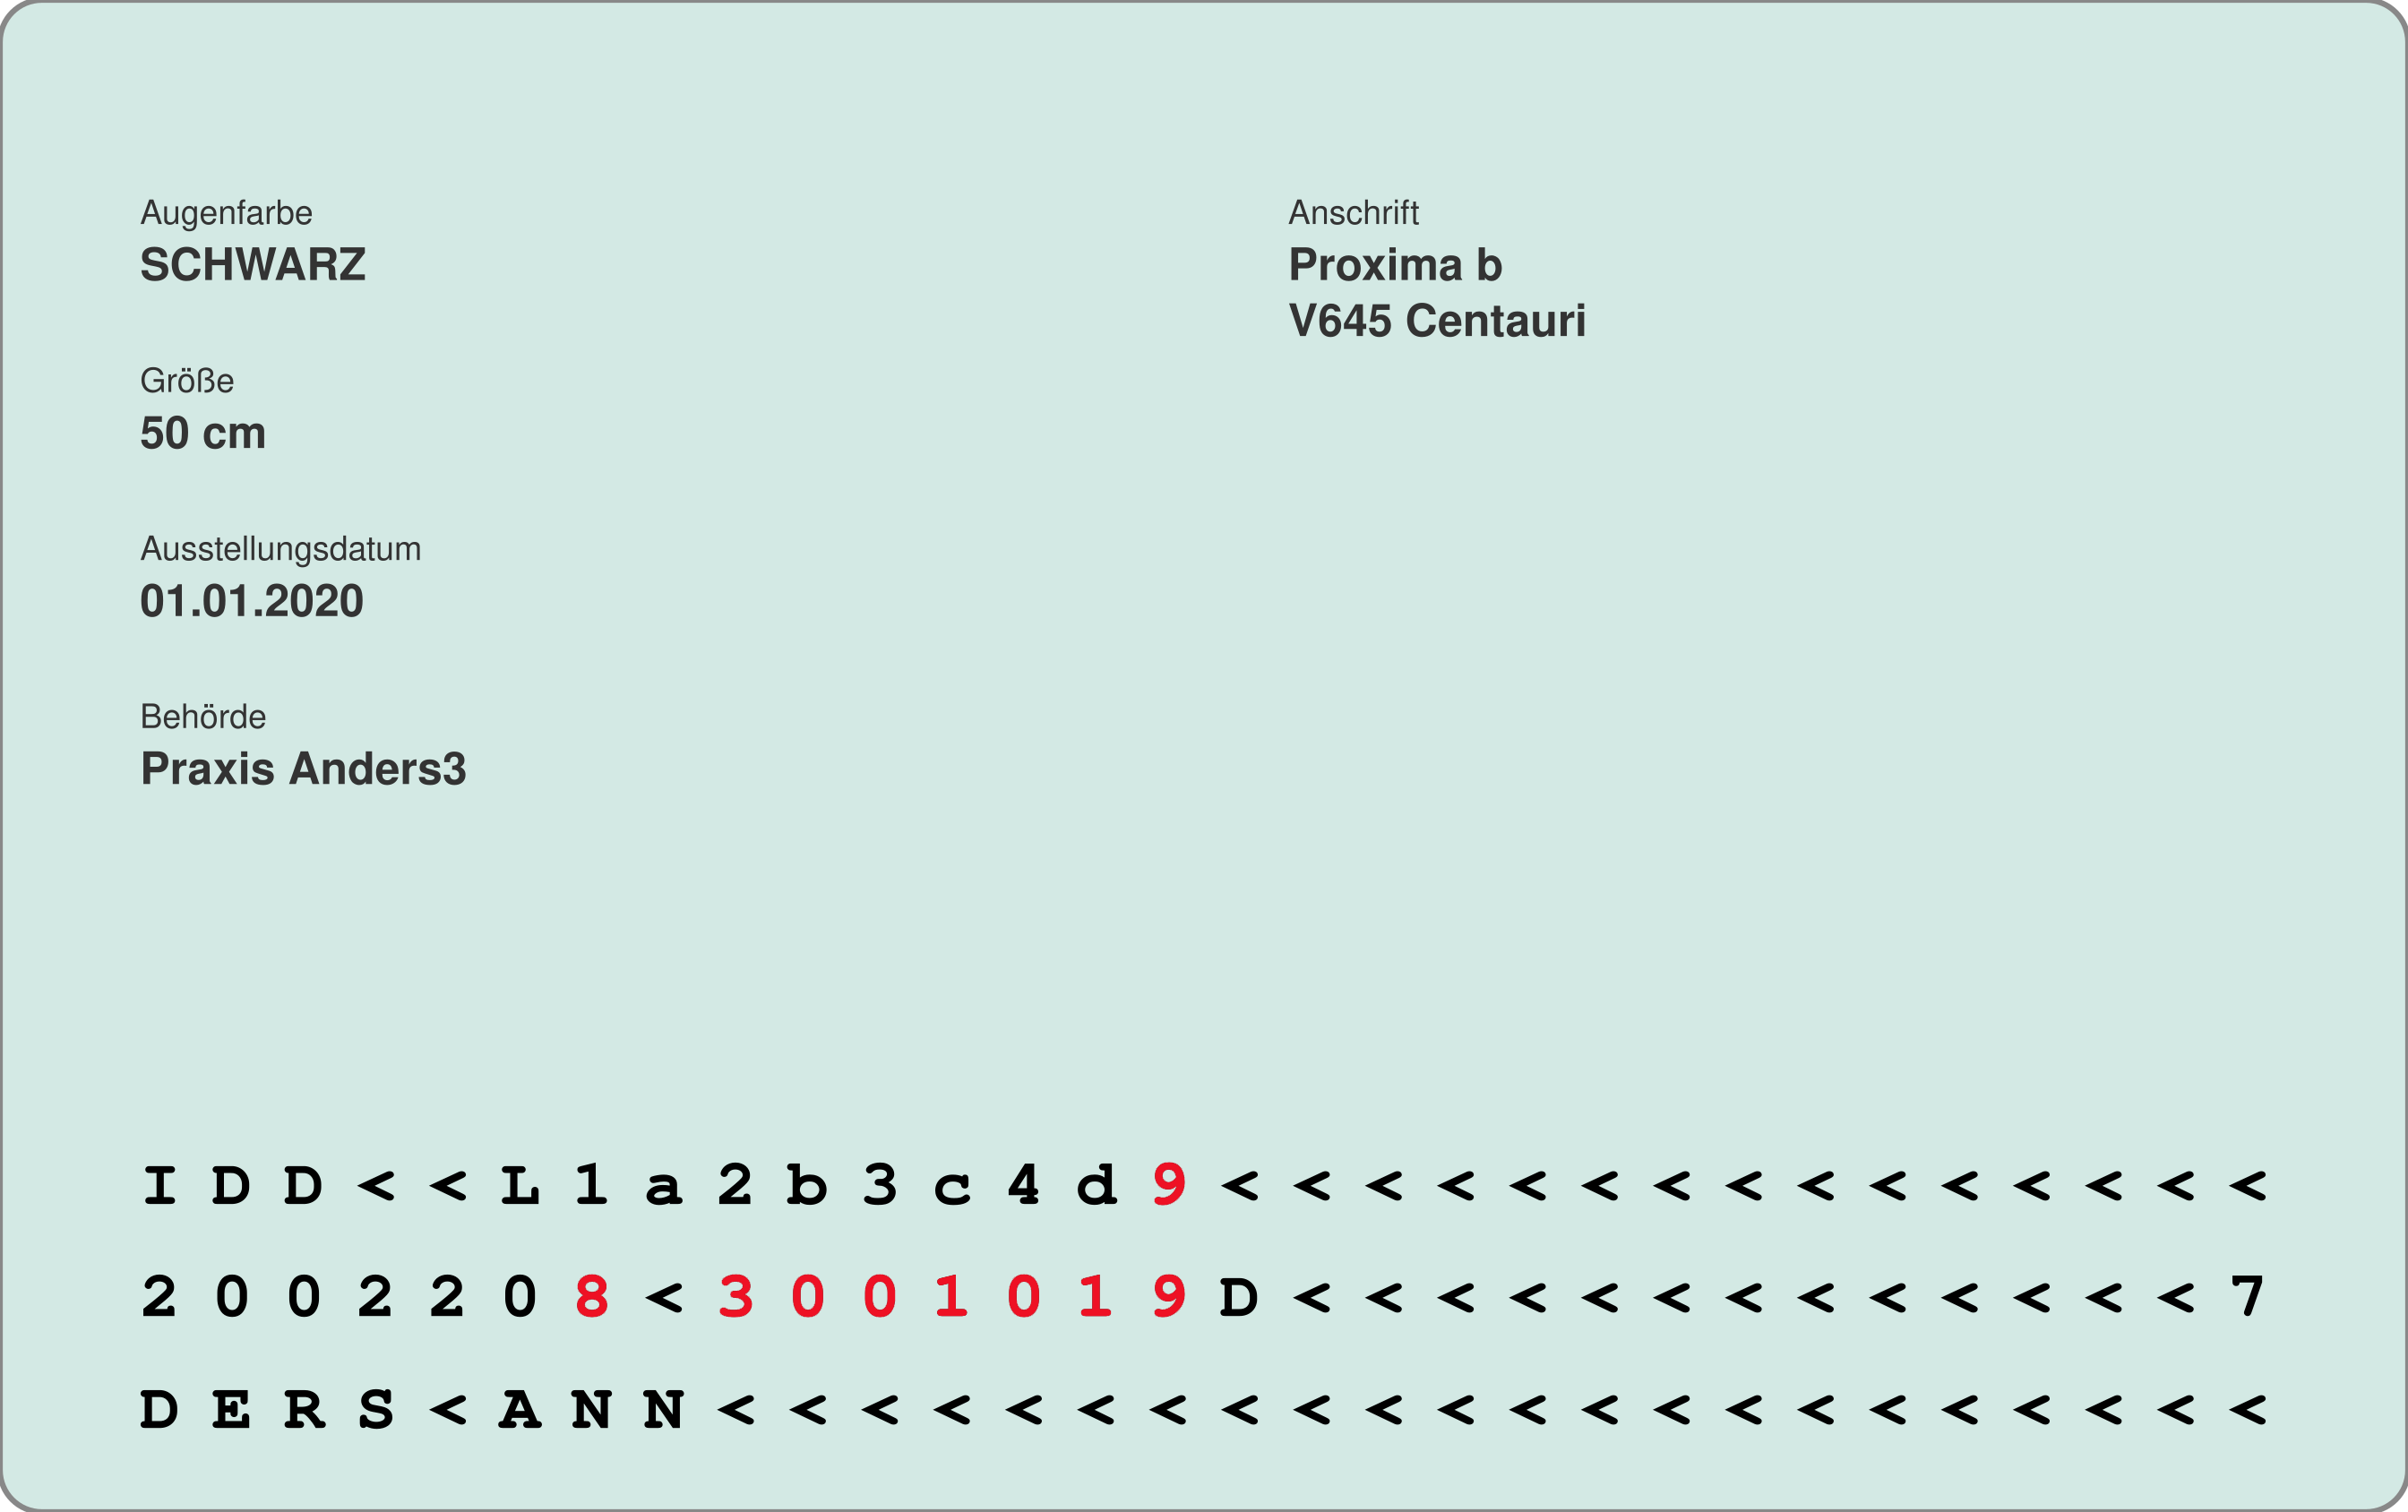 Augenfarbe
SCHWARZ
Größe
50 cm
Ausstellungsdatum
01.01.2020
Behörde
Praxis Anders3
Anschrift
Proxima b
V645 Centauri
IDD<<L1a2b3c4d9<<<<<<<<<<<<<<<
2002208<3001019D<<<<<<<<<<<<<7
DERS<ANN<<<<<<<<<<<<<<<<<<<<<<